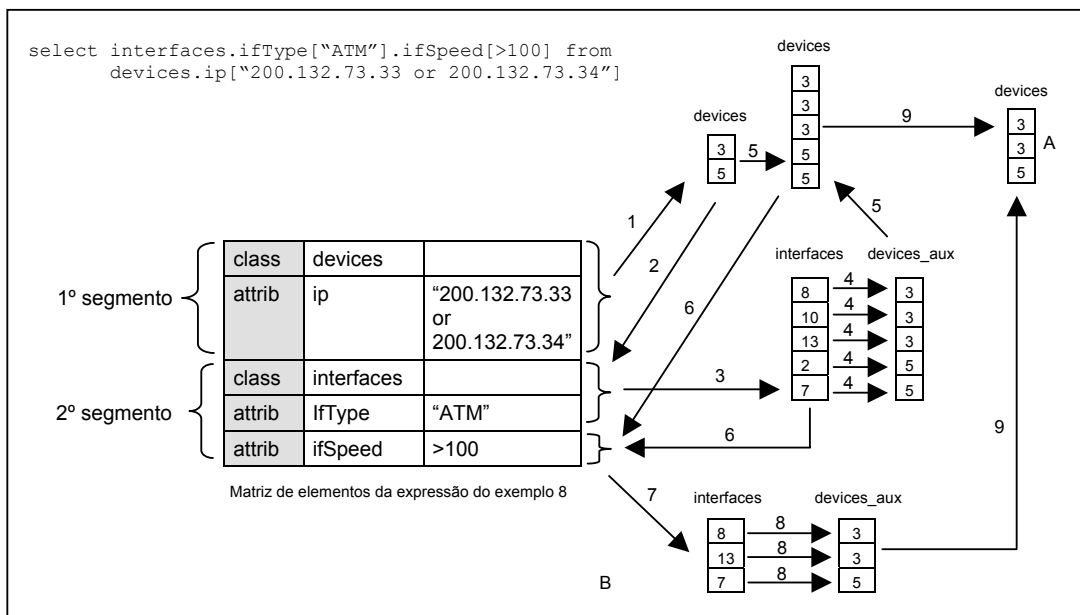 select interfaces.ifType[“ATM”].ifSpeed[>100] from
devices.ip[“200.132.73.33 or 200.132.73.34”]
devices
3
3
3
5
5
devices
3
5
5
9
devices
3
3
5
A
1
2
5
6
1º segmento
2º segmento
class devices
attrib ip “200.132.73.33
or
200.132.73.34”
class interfaces
attrib IfType “ATM”
attrib ifSpeed >100
Matriz de elementos da expressão do exemplo 8
3
interfaces devices_aux
8 4 3
10 4 3
13 4 3
2 4 5
7 4 5
6
9
7
interfaces devices_aux
8 8 3
13 8 3
7 8 5
B